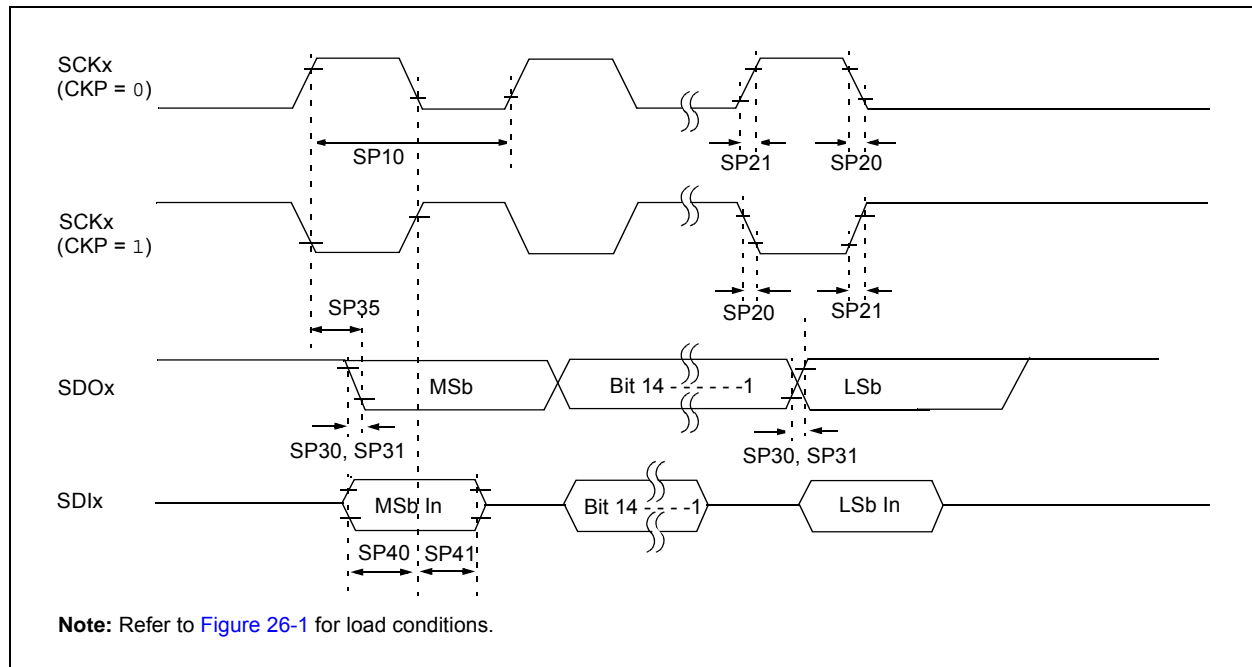 SCKx
(CKP = 0)
SP10
SP21
SP20
SCKx
(CKP = 1)
SP35
SP20
SP21
SDOx
MSb
Bit 14 - - - - - -1
LSb
SP30, SP31
SP30, SP31
SDIx
MSb In
Bit 14 - - - -1
LSb In
SP40
SP41
Note: Refer to Figure 26-1 for load conditions.